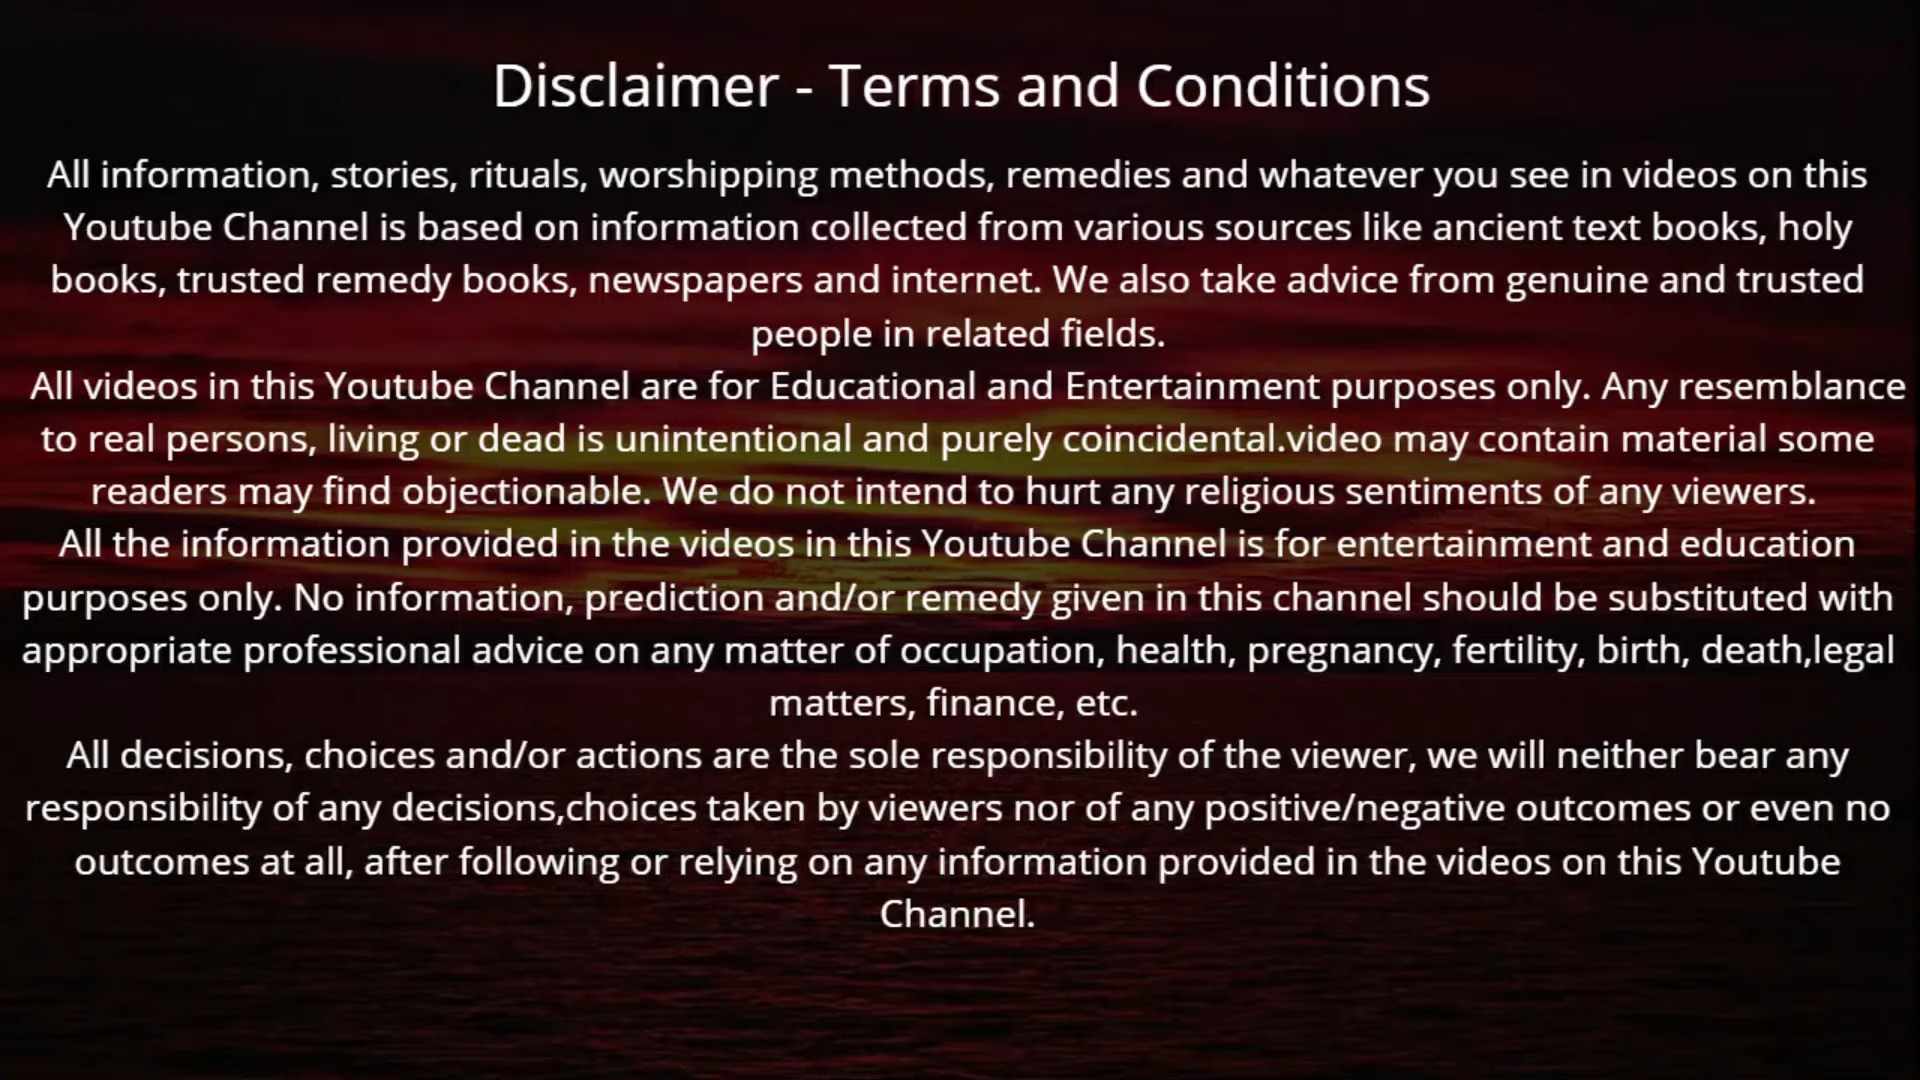 Disclaimer - Terms and Conditions
All information, stories, rituals, worshipping methods, remedies and whatever you see in videos on this
Youtube Channel is based on information collected from various sources like ancient text books, holy
books, trusted remedy books, newspapers and internet. We also take advice from genuine and trusted
people in related fields.
All videos in this Youtube Channel are for Educational and Entertainment purposes only. Any resemblance
to real persons, living or dead is unintentional and purely coincidental.video may contain material some
readers may find objectionable. We do not intend to hurt any religious sentiments of any viewers.
All the information provided in the videos in this Youtube Channel is for entertainment and education
purposes only. No information, prediction and/or remedy given in this channel should be substituted with
appropriate professional advice on any matter of occupation, health, pregnancy, fertility, birth, death,legal
matters, finance, etc.
All decisions, choices and/or actions are the sole responsibility of the viewer, we will neither bear any
responsibility of any decisions,choices taken by viewers nor of any positive/negative outcomes or even no
outcomes at all, after following or relying on any information provided in the videos on this Youtube
Channel.